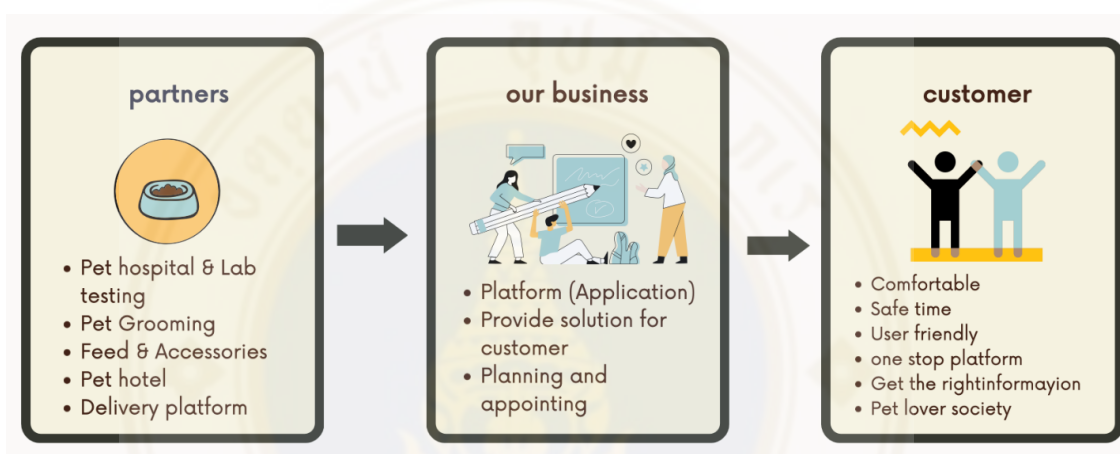 partners
• Pet hospital & Lab
testing
• Pet Grooming
• Feed & Accessories
• Pet hotel
• Delivery platform
our business
• Platform (Application)
• Provide solution for
customer
• Planning and
appointing
customer
• Comfortable
• Safe time
• User friendly
• one stop platform
• Get the rightinformayion
• Pet lover society